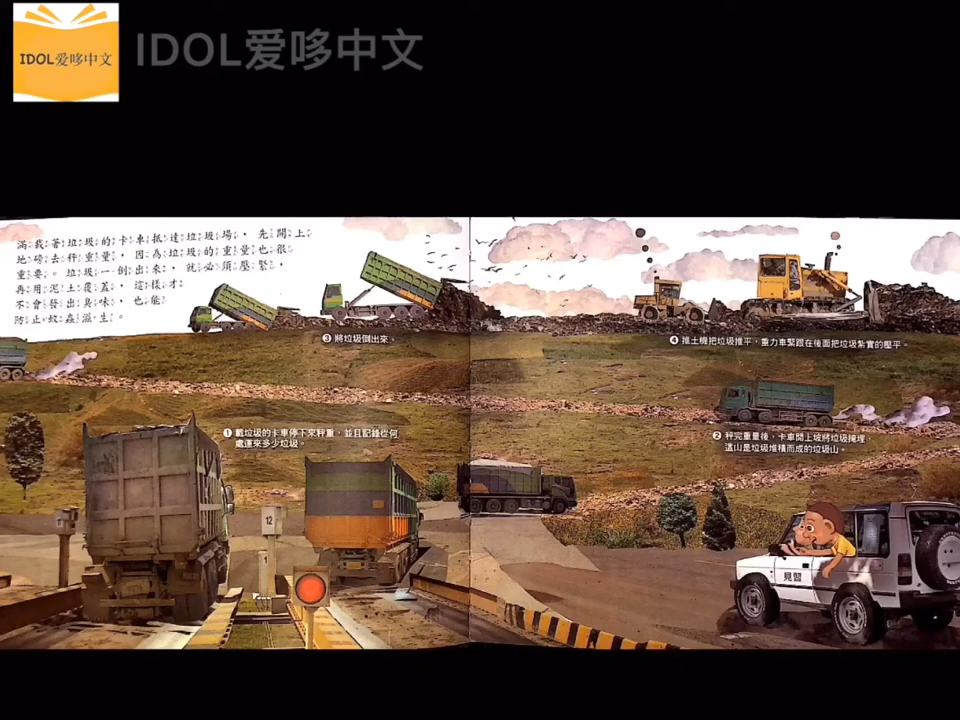 IDOL爱哆中文
IDOL爱哆中文
滿載著垃圾的卡車抵達垃圾場，先開上
地磅去秤重量，因為垃圾的重量也很
重要。垃圾一倒出來，就必須壓緊，
再用泥土覆蓋，這樣才
不會發出臭味，也能
防止蚊蟲滋生。
3 將垃圾倒出來。
4 推土機把垃圾推平，重力車緊跟在後面把垃圾紮實的壓平。
1 載垃圾的卡車停下來秤重，並且記錄從何
處運來多少垃圾。
2 秤完重量後，卡車開上坡將垃圾掩埋，
這山是垃圾堆積而成的垃圾山。
12
1
見習